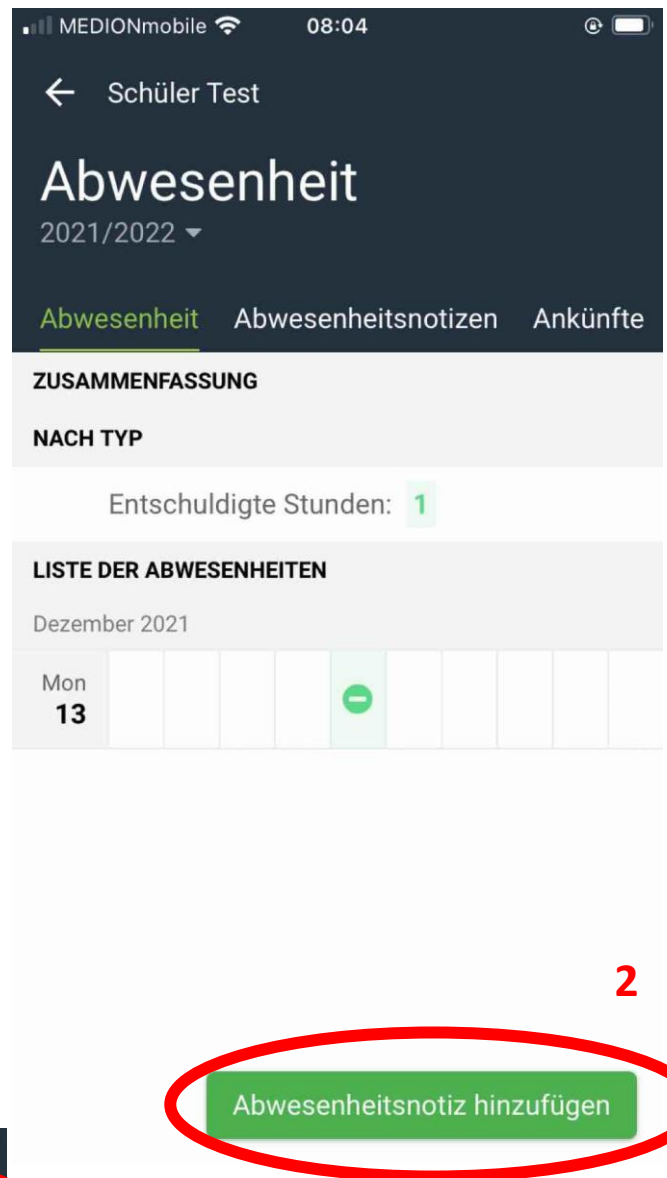 MEDIONmobile 08:04
Schüler Test
Abwesenheit
2021/2022
Abwesenheit Abwesenheitsnotizen Ankünfte
ZUSAMMENFASSUNG
NACH TYP
Entschuldigte Stunden: 1
LISTE DER ABWESENHEITEN
Dezember 2021
Mon
13
2
Abwesenheitsnotiz hinzufügen